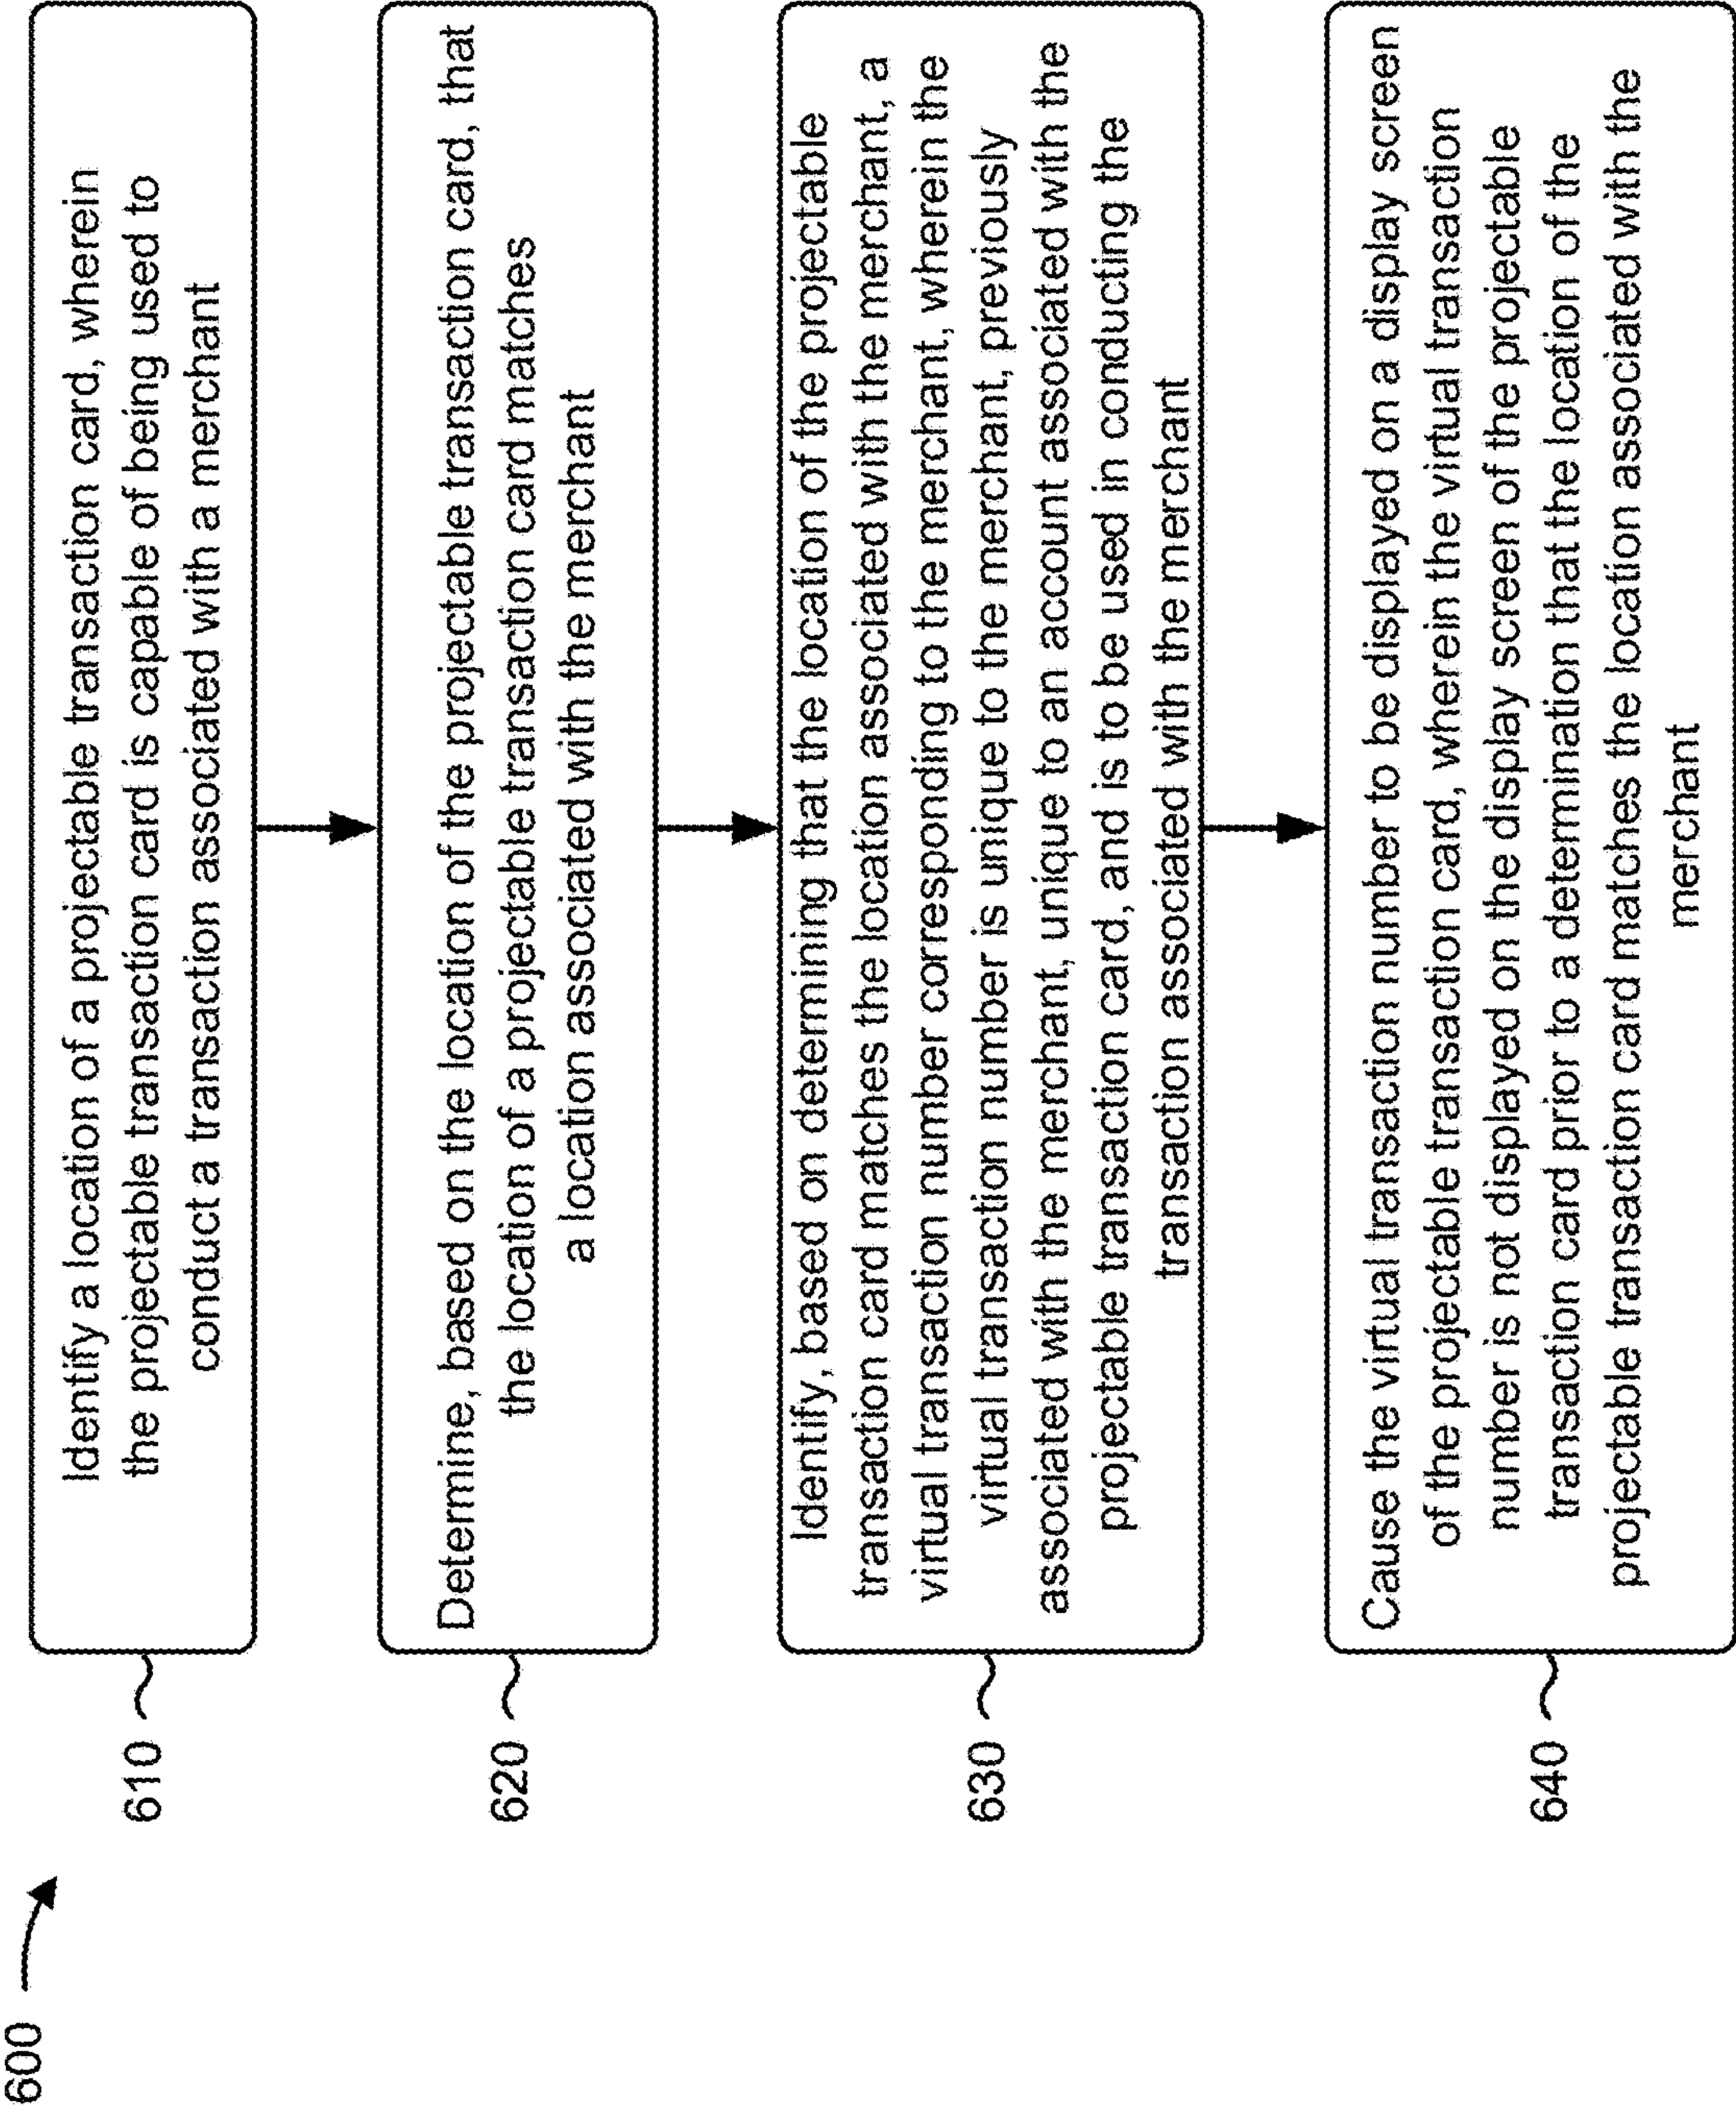 600
610
Identify a location of a projectable transaction card, wherein
the projectable transaction card is capable of being used to
conduct a transaction associated with a merchant
620
Determine, based on the location of the projectable transaction card, that
the location of a projectable transaction card matches
a location associated with the merchant
630
Identify, based on determining that the location of the projectable
transaction card matches the location associated with the merchant, a
virtual transaction number corresponding to the merchant, wherein the
virtual transaction number is unique to the merchant, previously
associated with the merchant, unique to an account associated with the
projectable transaction card, and is to be used in conducting the
transaction associated with the merchant
640
Cause the virtual transaction number to be displayed on a display screen
of the projectable transaction card, wherein the virtual transaction
number is not displayed on the display screen of the projectable
transaction card prior to a determination that the location of the
projectable transaction card matches the location associated with the
merchant